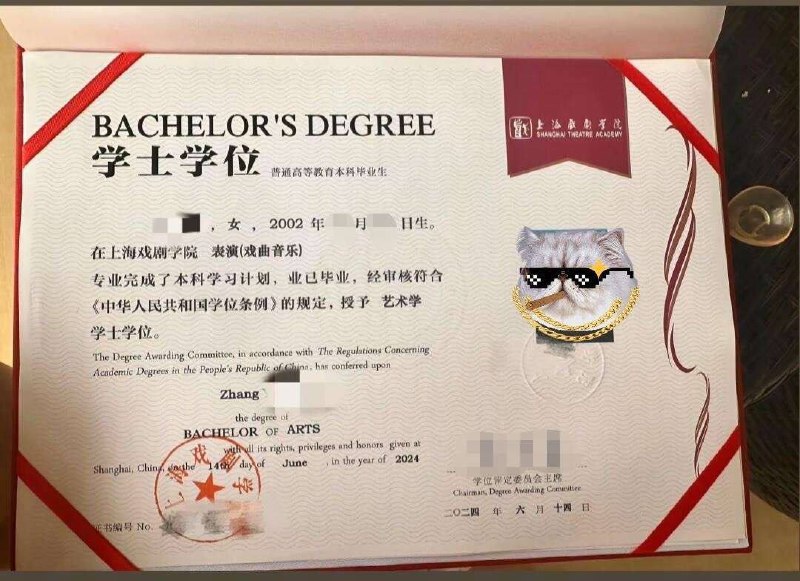 BACHELOR'S DEGREE
学士学位 普通高等教育本科毕业生
上海戏剧学院
SHANGHAI THEATRE ACADEMY
，女，2002 年 月 日生。
在上海戏剧学院 表演(戏曲音乐)
专业完成了本科学习计划，业已毕业，经审核符合
《中华人民共和国学位条例》的规定，授予 艺术学
学士学位。
The Degree Awarding Committee, in accordance with The Regulations Concerning
Academic Degrees in the People's Republic of China, has conferred upon
Zhang
the degree of
BACHELOR OF ARTS
with all its rights, privileges and honors given at
Shanghai, China, on the 14th day of June , in the year of 2024
上海戏剧学
证书编号 No.
学位评定委员会主席
Chairman, Degree Awarding Committee
二〇二四 年 六 月 十四 日